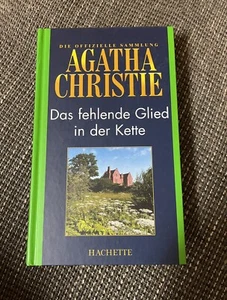 DIE OFFIZIELLE SAMMLUNG
AGATHA
CHRISTIE
Das fehlende Glied
in der Kette
HACHETTE